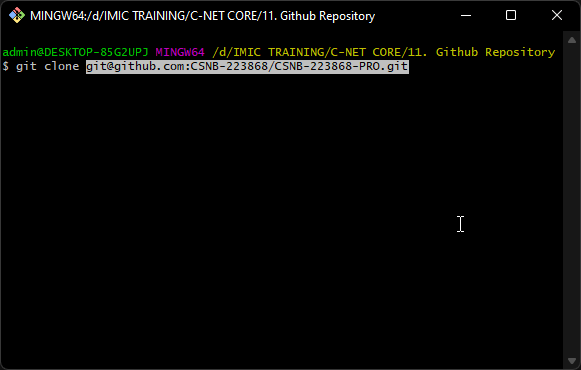 MINGW64:/d/IMIC TRAINING/C-NET CORE/11. Github Repository
admin@DESKTOP-85G2UPJ MINGW64 /d/IMIC TRAINING/C-NET CORE/11. Github Repository
$ git clone git@github.com:CSNB-223868/CSNB-223868-PRO.git